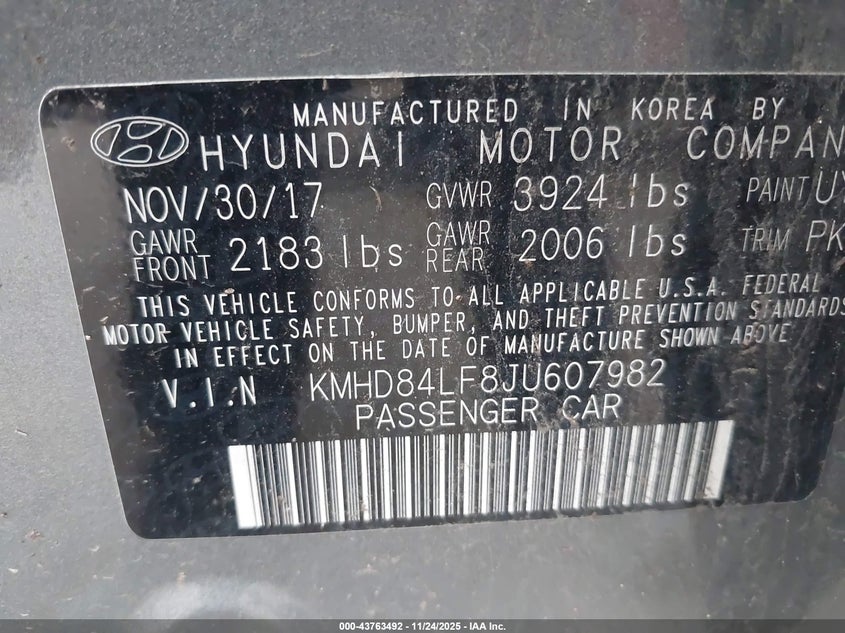 MANUFACTURED IN KOREA BY
HYUNDAI MOTOR COMPAN
NOV/30/17 GVWR 3924 lbs PAINT UY
GAWR FRONT 2183 lbs GAWR REAR 2006 lbs TRIM PK
THIS VEHICLE CONFORMS TO ALL APPLICABLE U.S.A. FEDERAL
MOTOR VEHICLE SAFETY, BUMPER, AND THEFT PREVENTION STANDARDS
IN EFFECT ON THE DATE OF MANUFACTURE SHOWN ABOVE
V.I.N KMHD84LF8JU607982
PASSENGER CAR
000-43763492 - 11/24/2025 - IAA Inc.